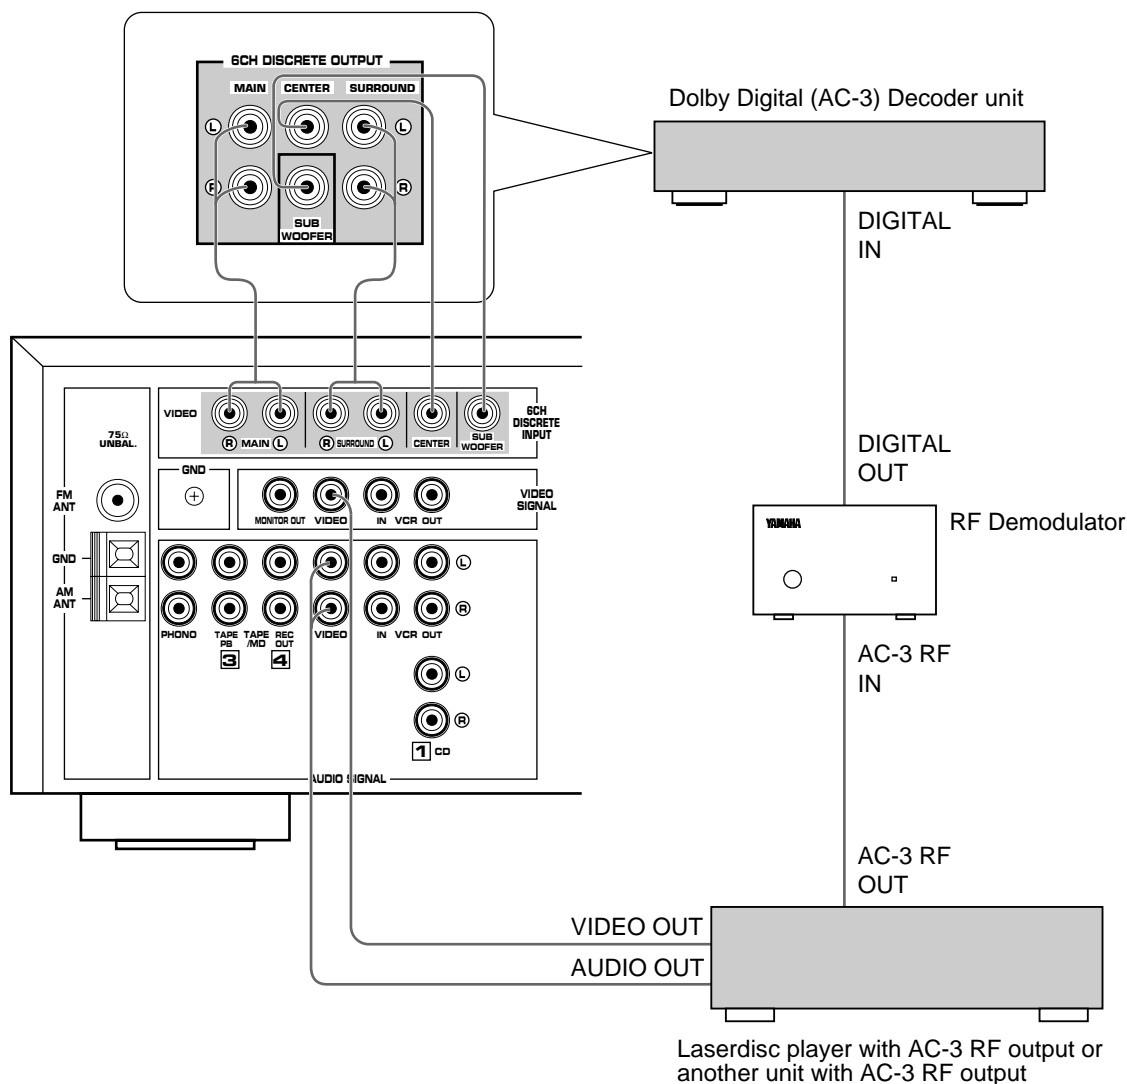 6CH DISCRETE OUTPUT
MAIN CENTER SURROUND
L L
R R
SUB
WOOFER
Dolby Digital (AC-3) Decoder unit
DIGITAL
IN
DIGITAL
OUT
YAMAHA
RF Demodulator
AC-3 RF
IN
AC-3 RF
OUT
VIDEO
R MAIN L
R SURROUND L
CENTER
SUB
WOOFER
6CH
DISCRETE
INPUT
75Ω
UNBAL.
FM
ANT
GND
AM
ANT
GND
MONITOR OUT VIDEO IN VCR OUT
VIDEO
SIGNAL
L
R
PHONO
TAPE
PB
3
TAPE
/MD
REC
OUT
4
VIDEO
IN VCR OUT
L
R
1 CD
AUDIO SIGNAL
VIDEO OUT
AUDIO OUT
Laserdisc player with AC-3 RF output or
another unit with AC-3 RF output